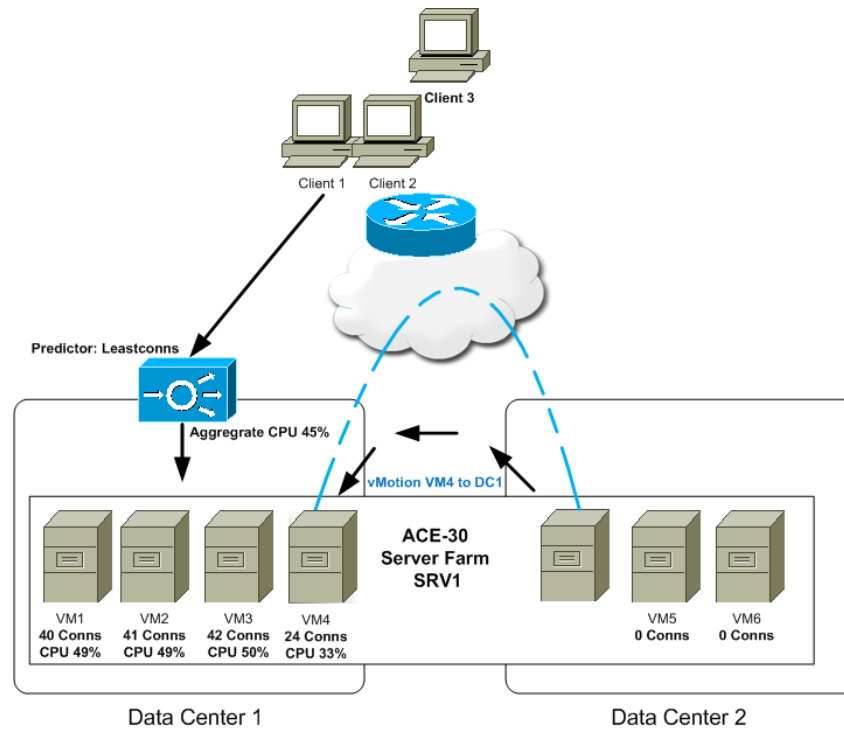 Client 3
Client 1
Client 2
Predictor: Leastconns
Aggregrate CPU 45%
vMotion VM4 to DC1
ACE-30
Server Farm
SRV1
VM1
40 Conns
CPU 49%
VM2
41 Conns
CPU 49%
VM3
42 Conns
CPU 50%
VM4
24 Conns
CPU 33%
VM5
0 Conns
VM6
0 Conns
Data Center 1
Data Center 2